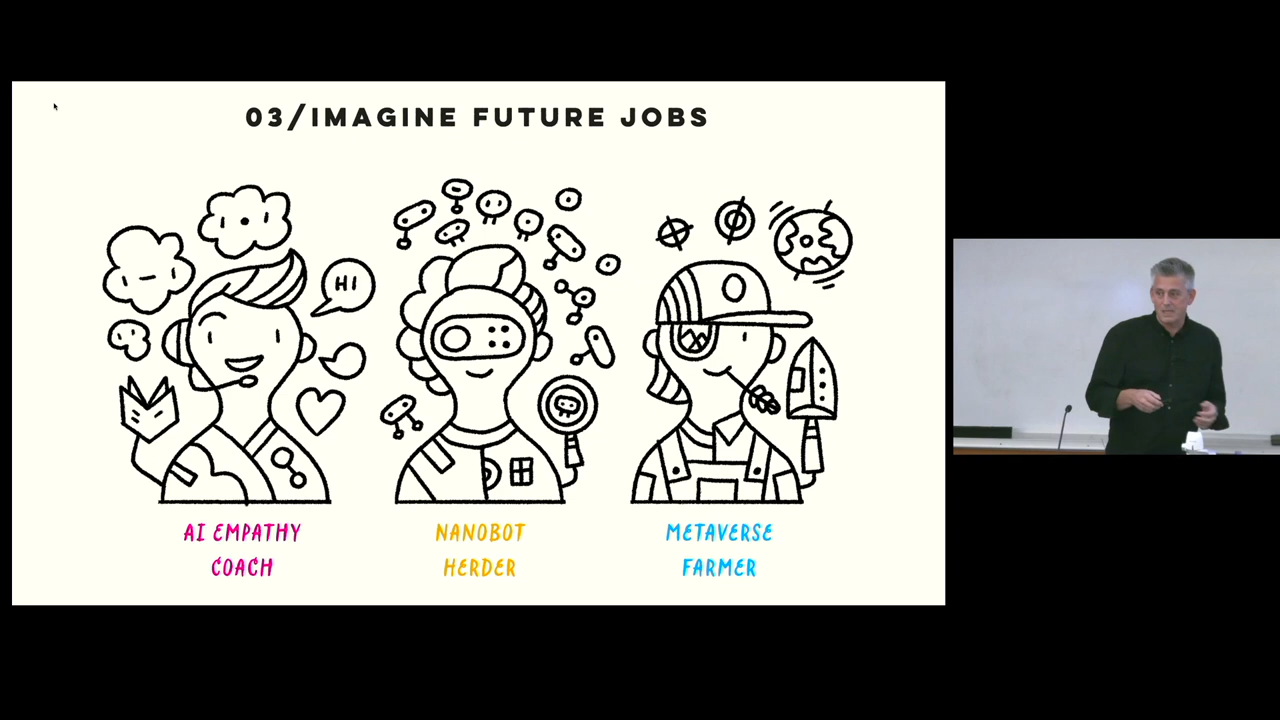 03/IMAGINE FUTURE JOBS
HI
AI EMPATHY
COACH
NANOBOT
HERDER
METAVERSE
FARMER